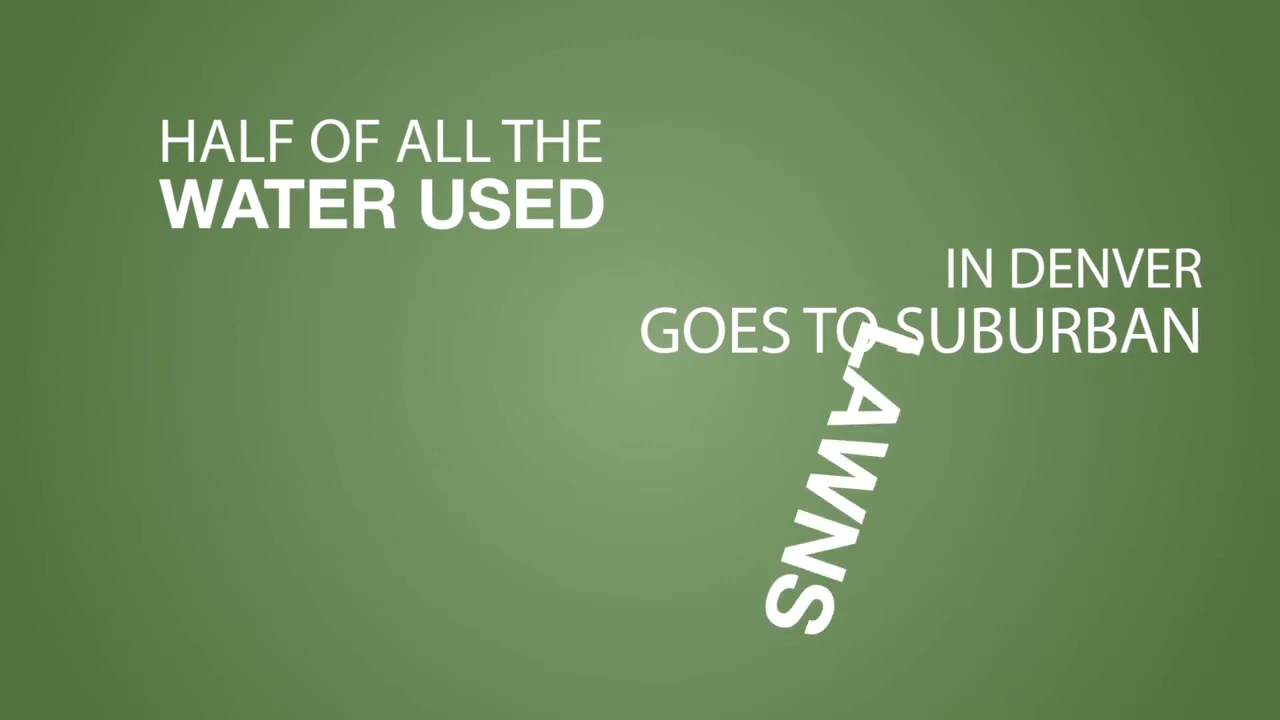 HALF OF ALL THE
WATER USED
IN DENVER
GOES TO SUBURBAN
LAWNS